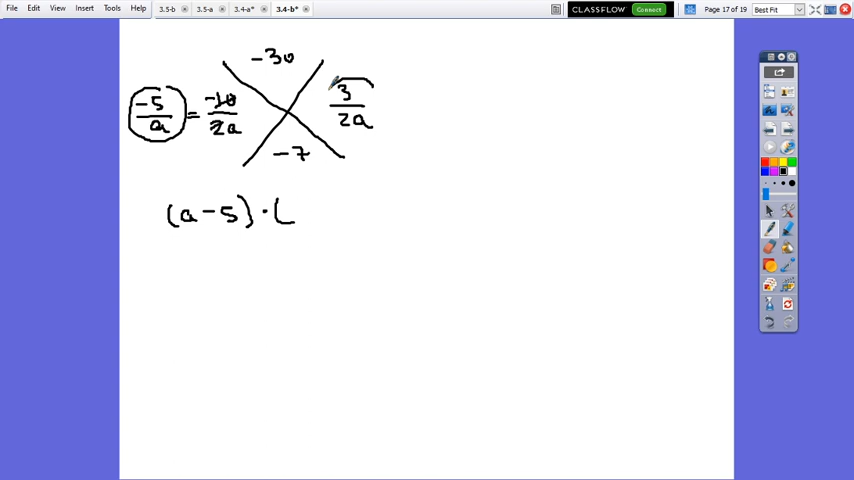 File Edit View Insert Tools Help
3.5-b 3.5-a 3.4-a* 3.4-b*
CLASSFLOW Connect
Page 17 of 19 Best Fit
-30
-5/a = -10/2a 3/2a
-7
(a-5)·(